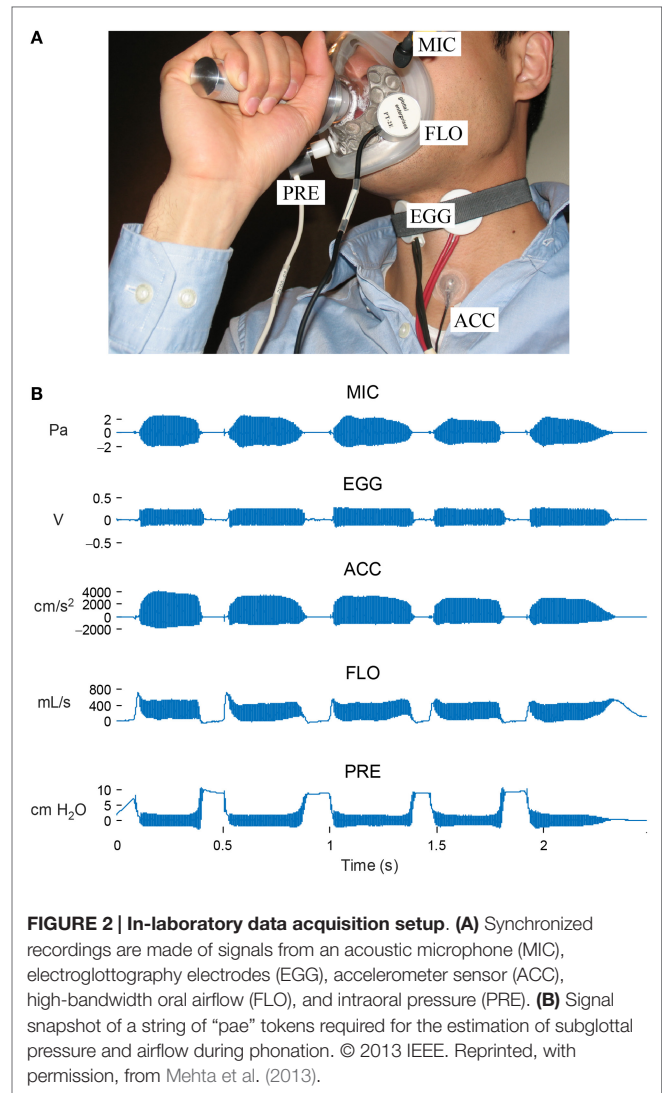 A
MIC
glottal
enterprises
PT-2E
FLO
PRE
EGG
ACC
B
MIC
Pa
2
0
−2
EGG
V
0.5
0
−0.5
ACC
cm/s²
4000
2000
0
−2000
FLO
mL/s
800
400
0
PRE
cm H₂O
10
5
0
0 0.5 1 1.5 2
Time (s)
FIGURE 2 | In-laboratory data acquisition setup. (A) Synchronized
recordings are made of signals from an acoustic microphone (MIC),
electroglottography electrodes (EGG), accelerometer sensor (ACC),
high-bandwidth oral airflow (FLO), and intraoral pressure (PRE). (B) Signal
snapshot of a string of “pae” tokens required for the estimation of subglottal
pressure and airflow during phonation. © 2013 IEEE. Reprinted, with
permission, from Mehta et al. (2013).